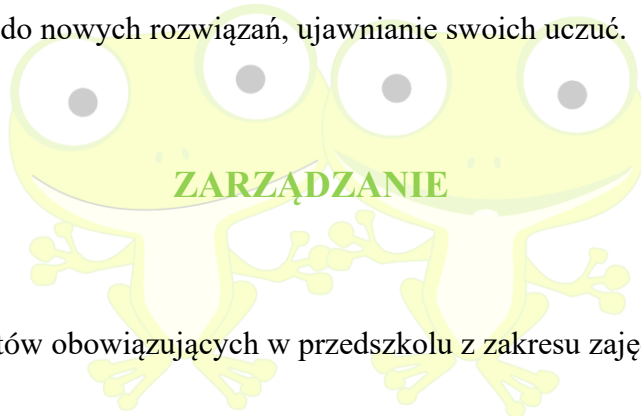 do nowych rozwiązań, ujawnianie swoich uczuć.
ZARZĄDZANIE
tów obowiązujących w przedszkolu z zakresu zaję